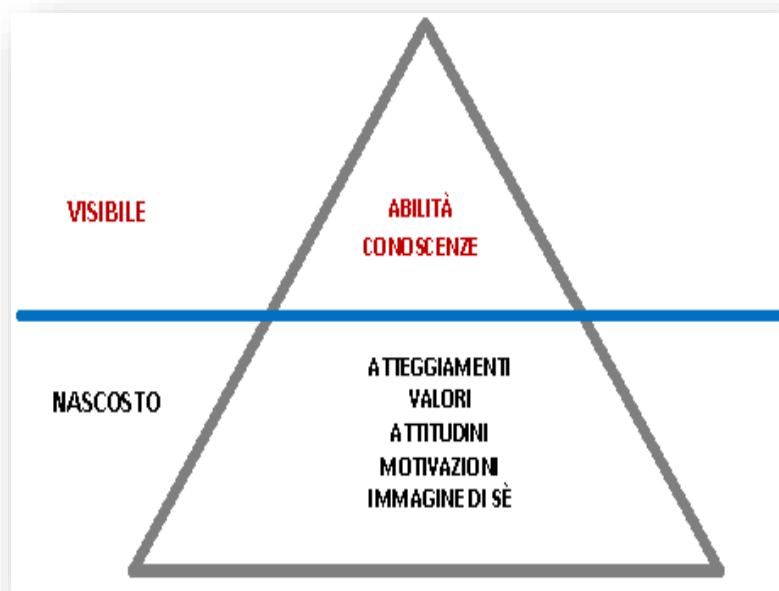 VISIBILE
ABILITÀ
CONOSCENZE
NASCOSTO
ATTEGGIAMENTI
VALORI
ATTITUDINI
MOTIVAZIONI
IMMAGINE DI SÈ